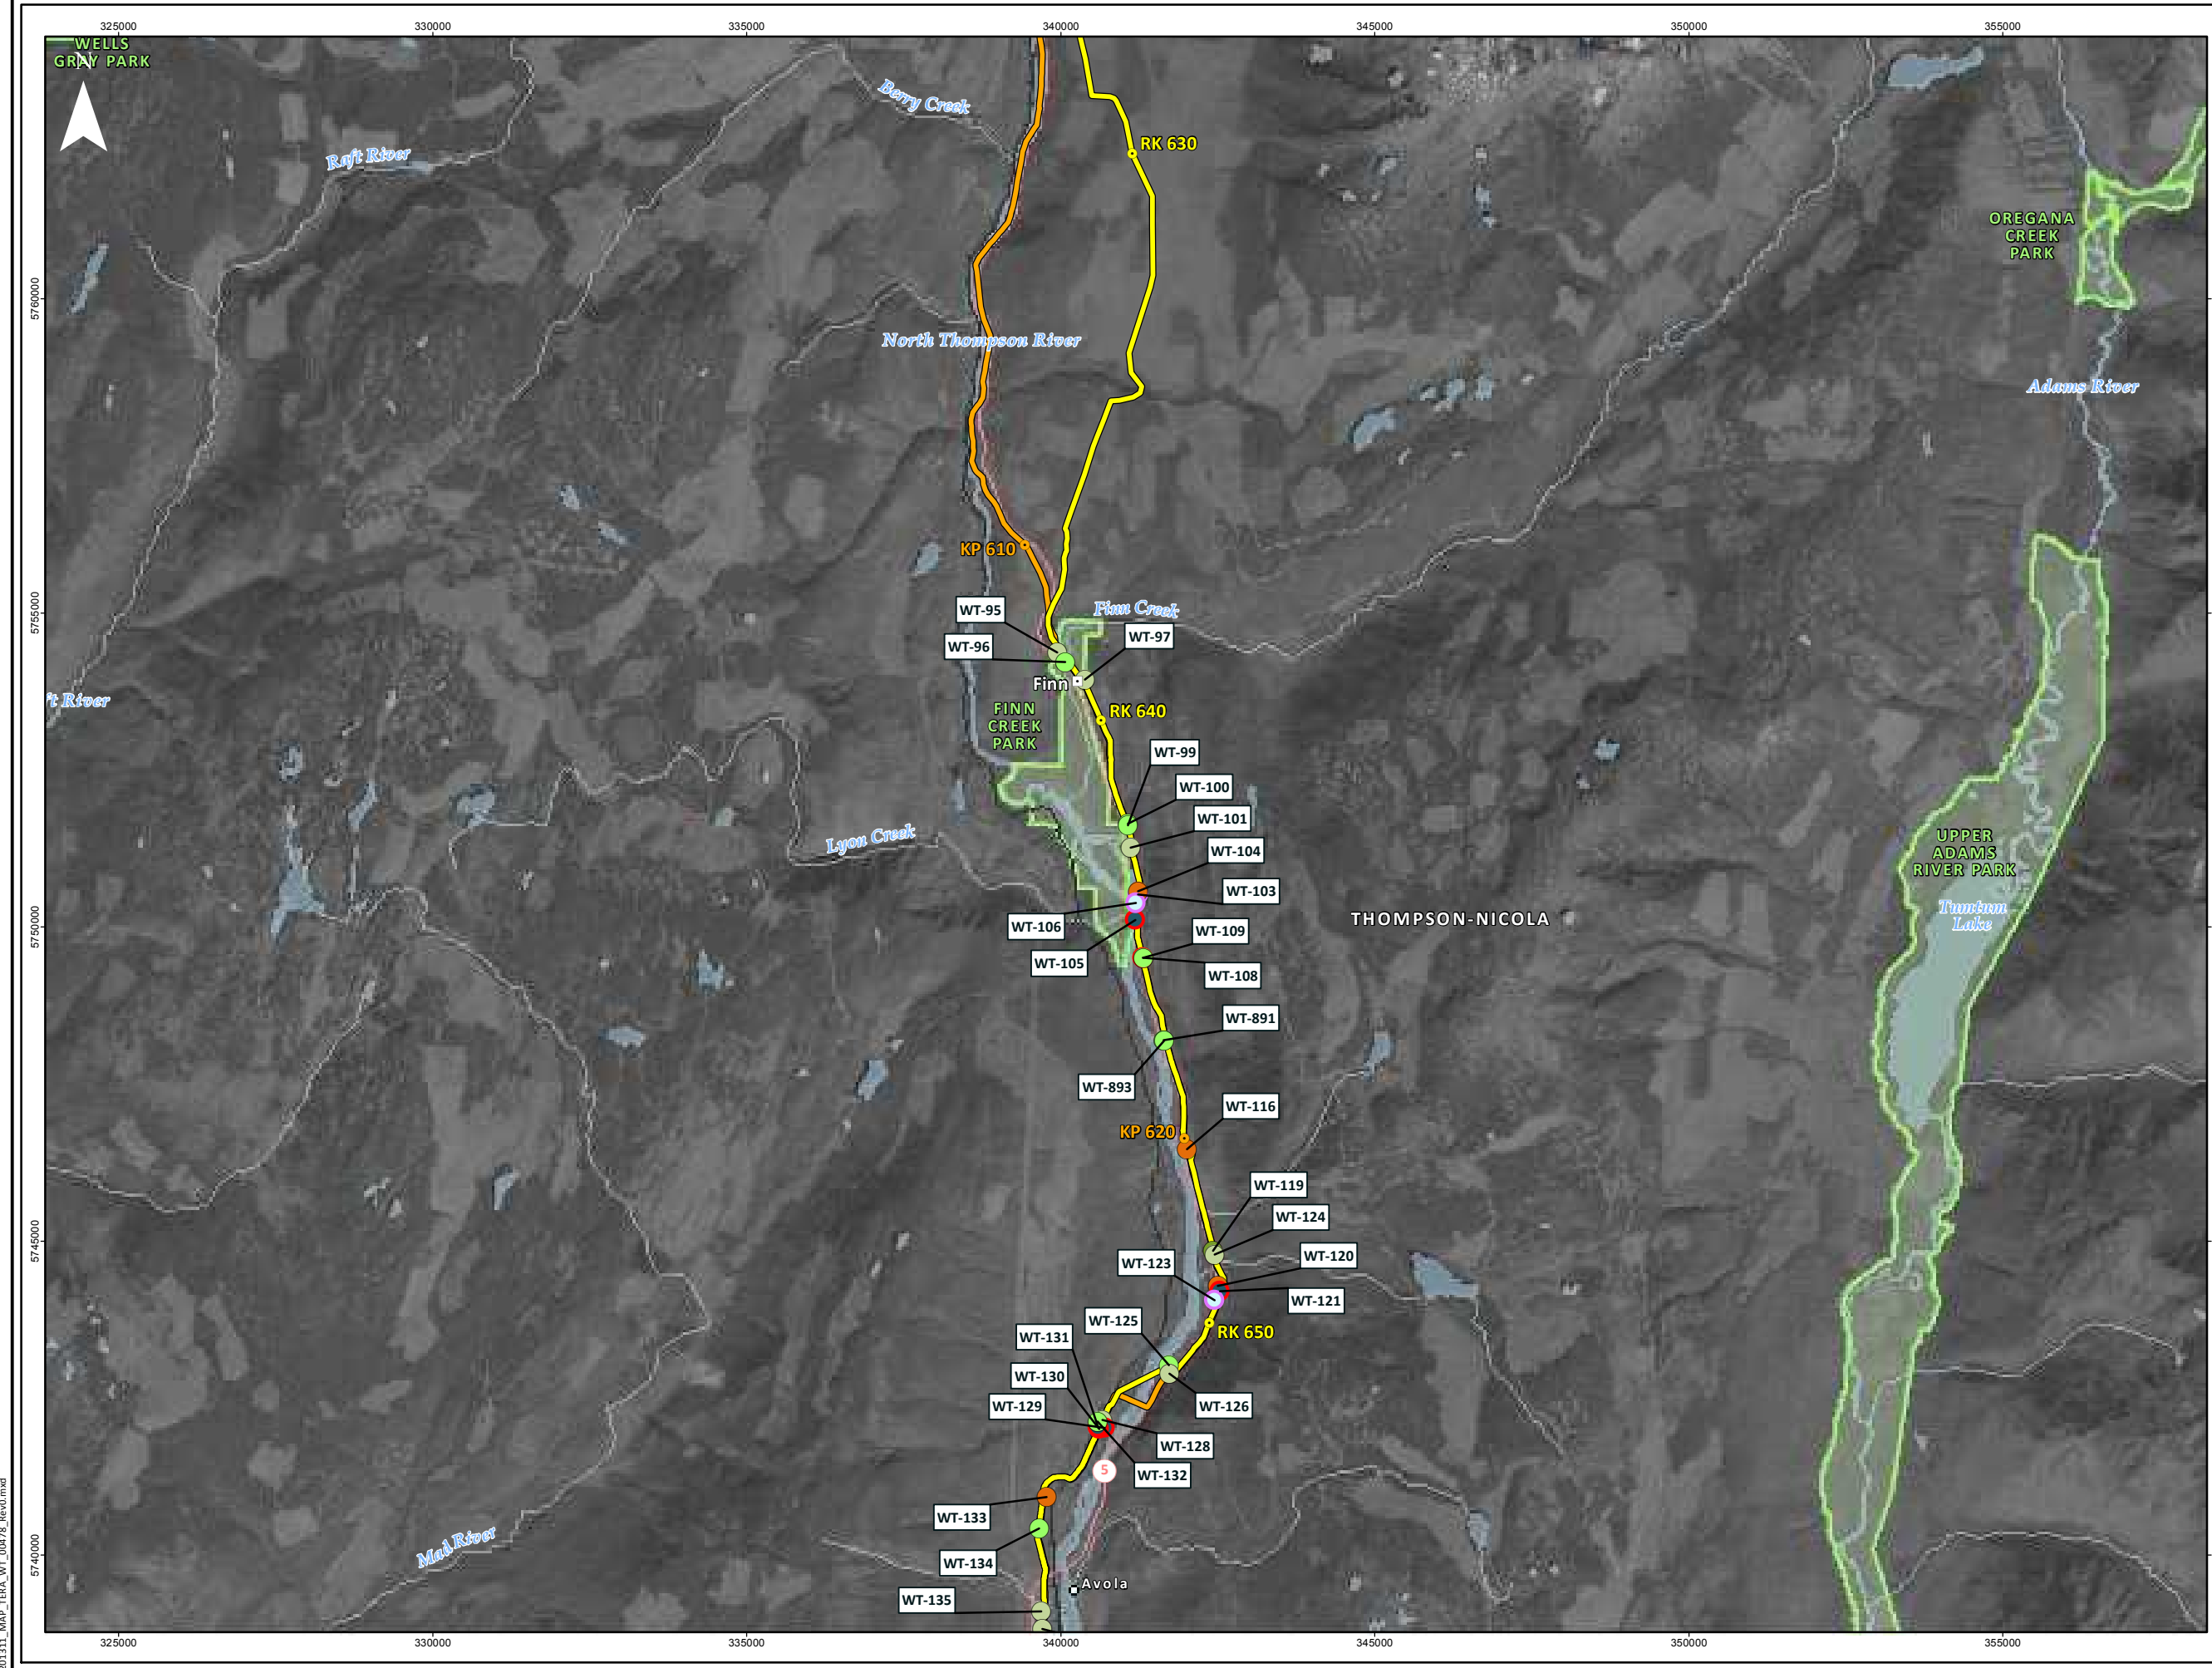 325000
330000
335000
340000
345000
350000
355000
WELLS
GRAY PARK
N
Berry Creek
RK 630
Raft River
OREGANA
CREEK
PARK
5760000
North Thompson River
Adams River
KP 610
5755000
WT-95
Finn Creek
WT-97
WT-96
Finn
ft River
FINN
CREEK
PARK
RK 640
WT-99
WT-100
WT-101
Lyon Creek
WT-104
UPPER
ADAMS
RIVER PARK
WT-103
5750000
WT-106
THOMPSON-NICOLA
Tumtum
Lake
WT-109
WT-105
WT-108
WT-891
WT-893
WT-116
KP 620
WT-119
WT-124
5745000
WT-123
WT-120
WT-121
WT-125
RK 650
WT-131
WT-130
WT-129
WT-126
WT-128
5
WT-132
WT-133
Mad River
5740000
WT-134
Avola
WT-135
325000
330000
335000
340000
345000
350000
355000
201311_MAP_TERA_WT_00478_Rev0.mxd